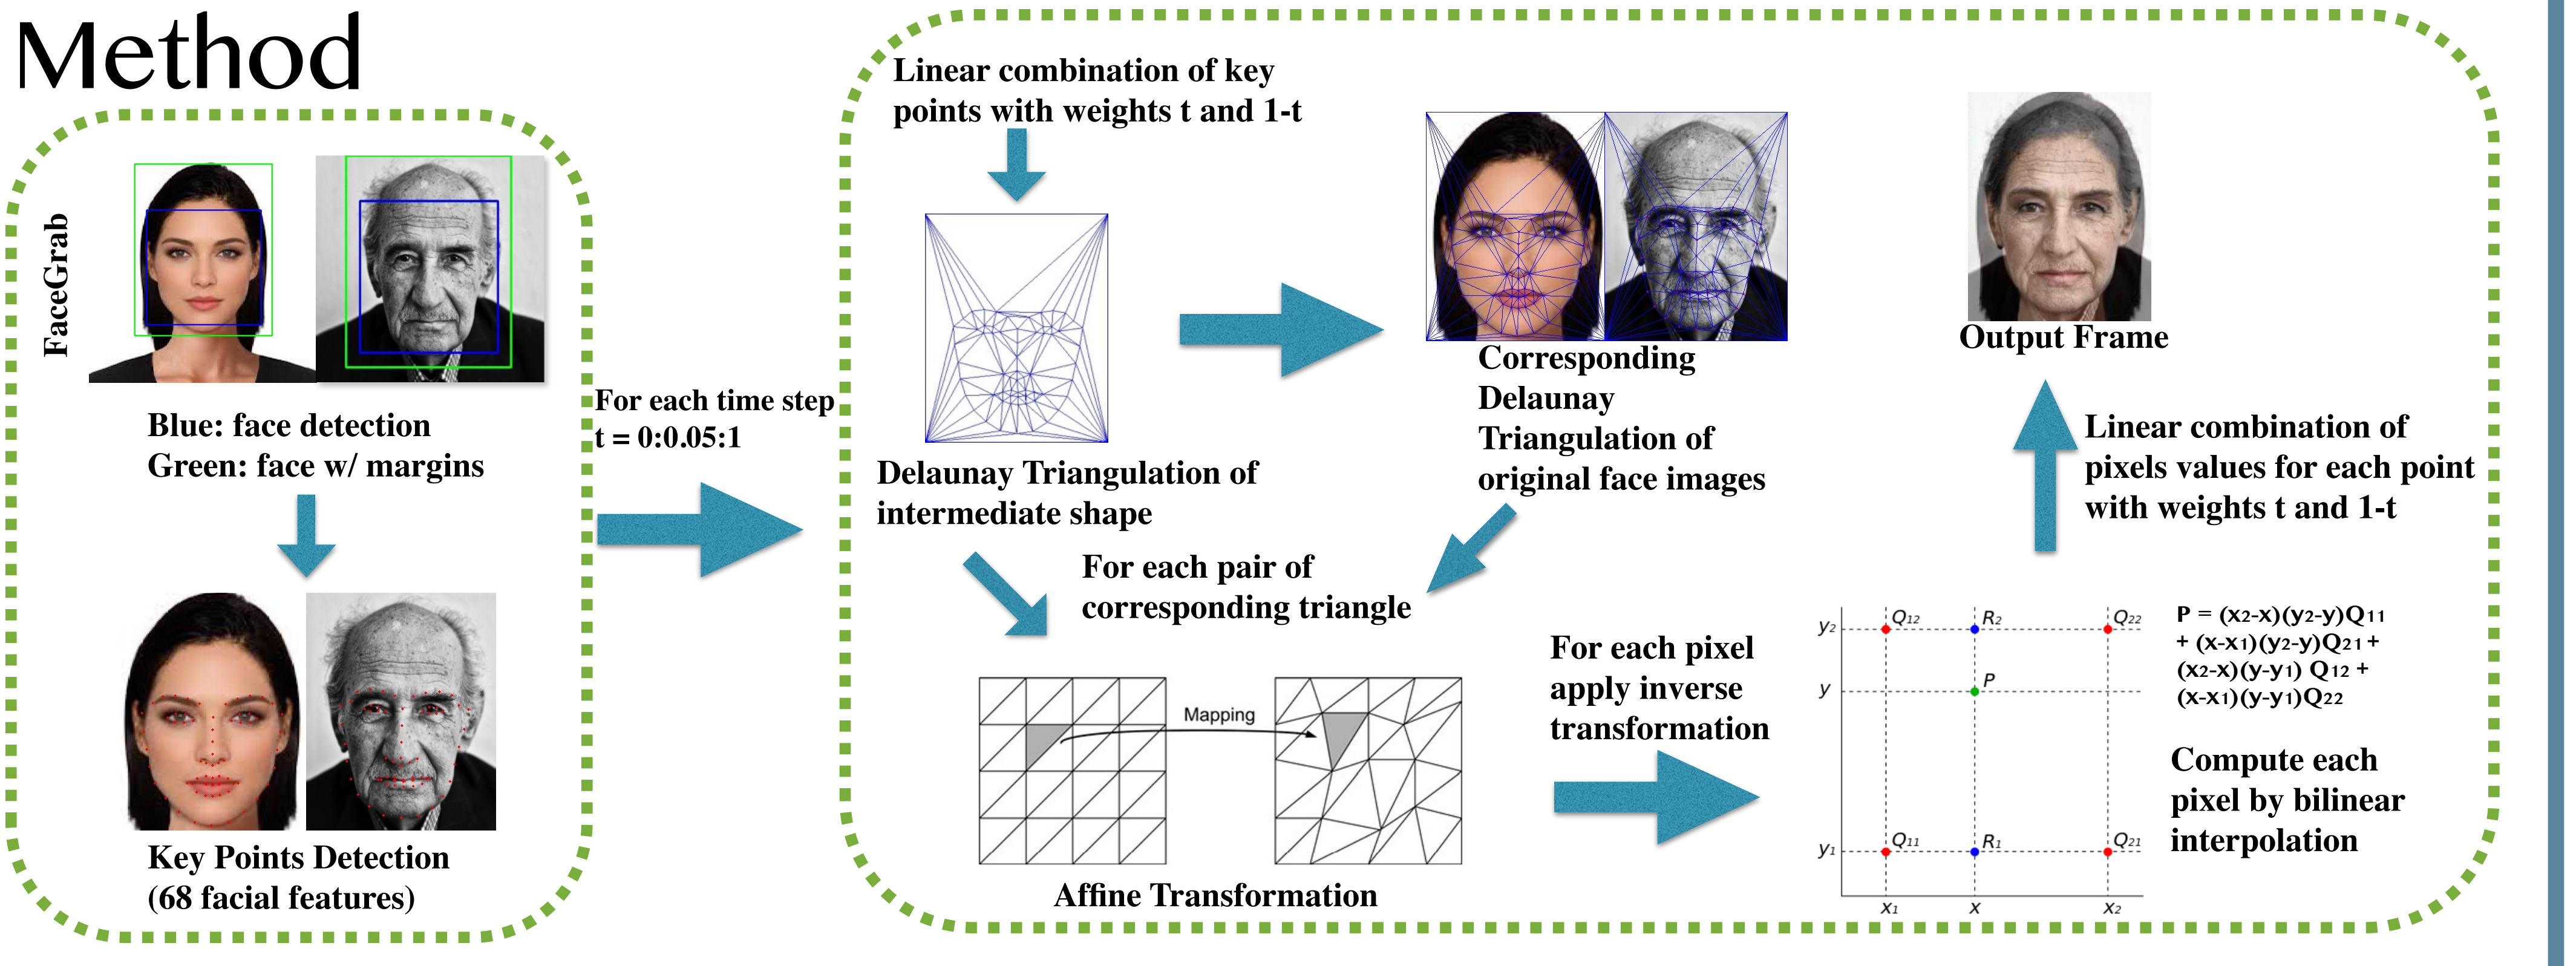 Method
FaceGrab
Blue: face detection
Green: face w/ margins
Key Points Detection
(68 facial features)
For each time step
t = 0:0.05:1
Linear combination of key
points with weights t and 1-t
Delaunay Triangulation of
intermediate shape
Corresponding
Delaunay
Triangulation of
original face images
For each pair of
corresponding triangle
Mapping
Affine Transformation
For each pixel
apply inverse
transformation
y2
Q12
R2
Q22
y
P
y1
Q11
R1
Q21
x1
x
x2
P = (x2-x)(y2-y)Q11
+ (x-x1)(y2-y)Q21 +
(x2-x)(y-y1) Q12 +
(x-x1)(y-y1)Q22
Compute each
pixel by bilinear
interpolation
Linear combination of
pixels values for each point
with weights t and 1-t
Output Frame